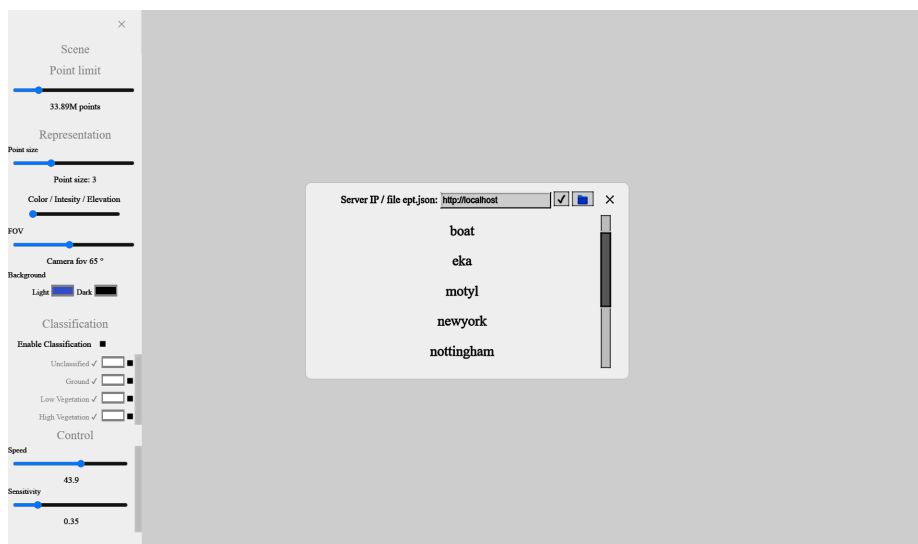 Scene
Point limit
33.89M points
Representation
Point size
Point size: 3
Color / Intesity / Elevation
FOV
Camera fov 65 °
Background
Light Dark
Classification
Enable Classification
Unclassified ✓
Ground ✓
Low Vegetation ✓
High Vegetation ✓
Control
Speed
43.9
Sensitivity
0.35
Server IP / file ept.json: http://localhost
boat
eka
motyl
newyork
nottingham